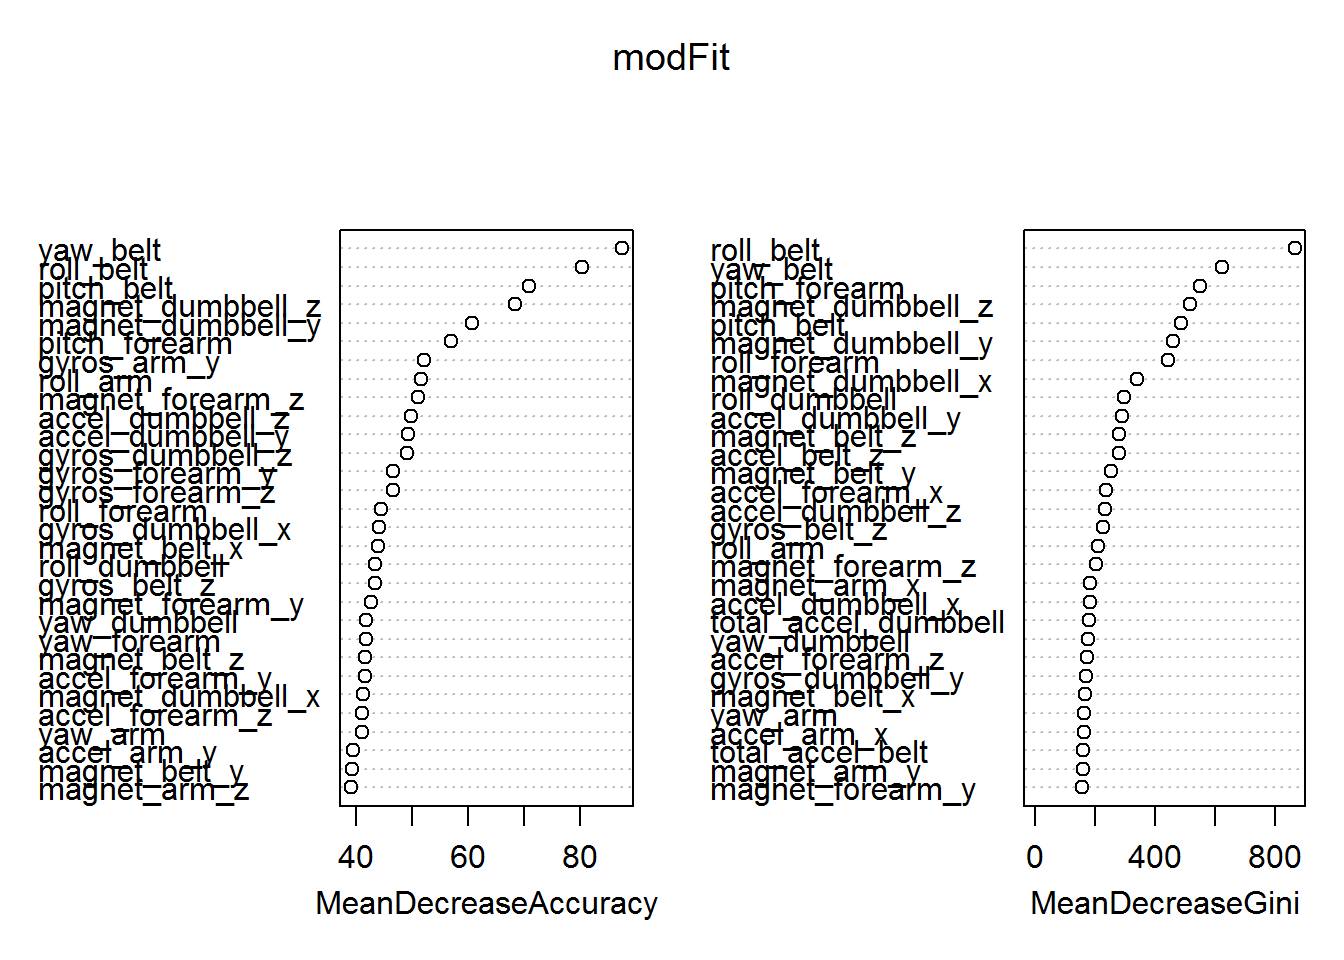 modFit
yaw_belt
roll_belt
pitch_belt
magnet_dumbbell_z
magnet_dumbbell_y
pitch_forearm
gyros_arm_y
roll_arm
magnet_forearm_z
accel_dumbbell_z
accel_dumbbell_y
gyros_dumbbell_z
gyros_forearm_y
gyros_forearm_z
roll_forearm
gyros_dumbbell_x
magnet_belt_x
roll_dumbbell
gyros_belt_z
magnet_forearm_y
yaw_dumbbell
yaw_forearm
magnet_belt_z
accel_forearm_y
magnet_dumbbell_x
accel_forearm_z
yaw_arm
accel_arm_y
magnet_belt_y
magnet_arm_z
40 60 80
MeanDecreaseAccuracy
roll_belt
yaw_belt
pitch_forearm
magnet_dumbbell_z
pitch_belt
magnet_dumbbell_y
roll_forearm
magnet_dumbbell_x
roll_dumbbell
accel_dumbbell_y
magnet_belt_z
accel_belt_z
magnet_belt_y
accel_forearm_x
accel_dumbbell_z
gyros_belt_z
roll_arm
magnet_forearm_z
magnet_arm_x
accel_dumbbell_x
total_accel_dumbbell
yaw_dumbbell
accel_forearm_z
gyros_dumbbell_y
magnet_belt_x
yaw_arm
accel_arm_x
total_accel_belt
magnet_arm_y
magnet_forearm_y
0 400 800
MeanDecreaseGini